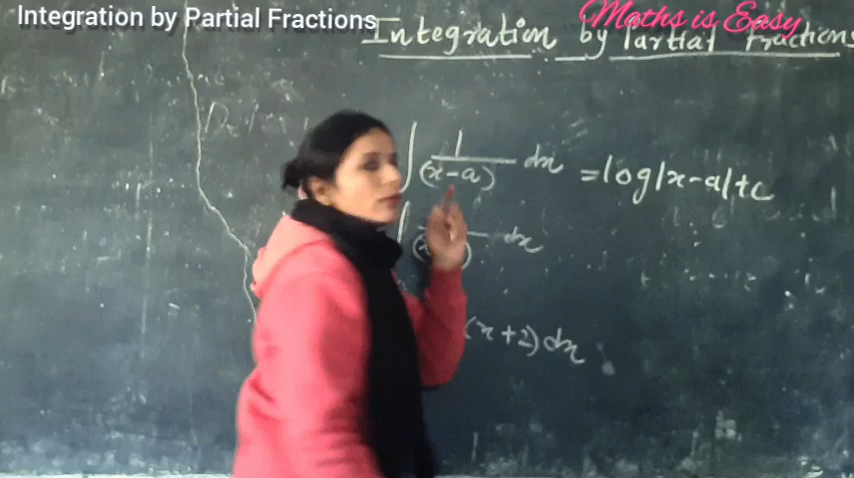 Integration by Partial Fractions
Maths is Easy
Integration by Partial Fractions
∫ 1/(x-a) dx = log|x-a|+c
dx
(x+2) dx